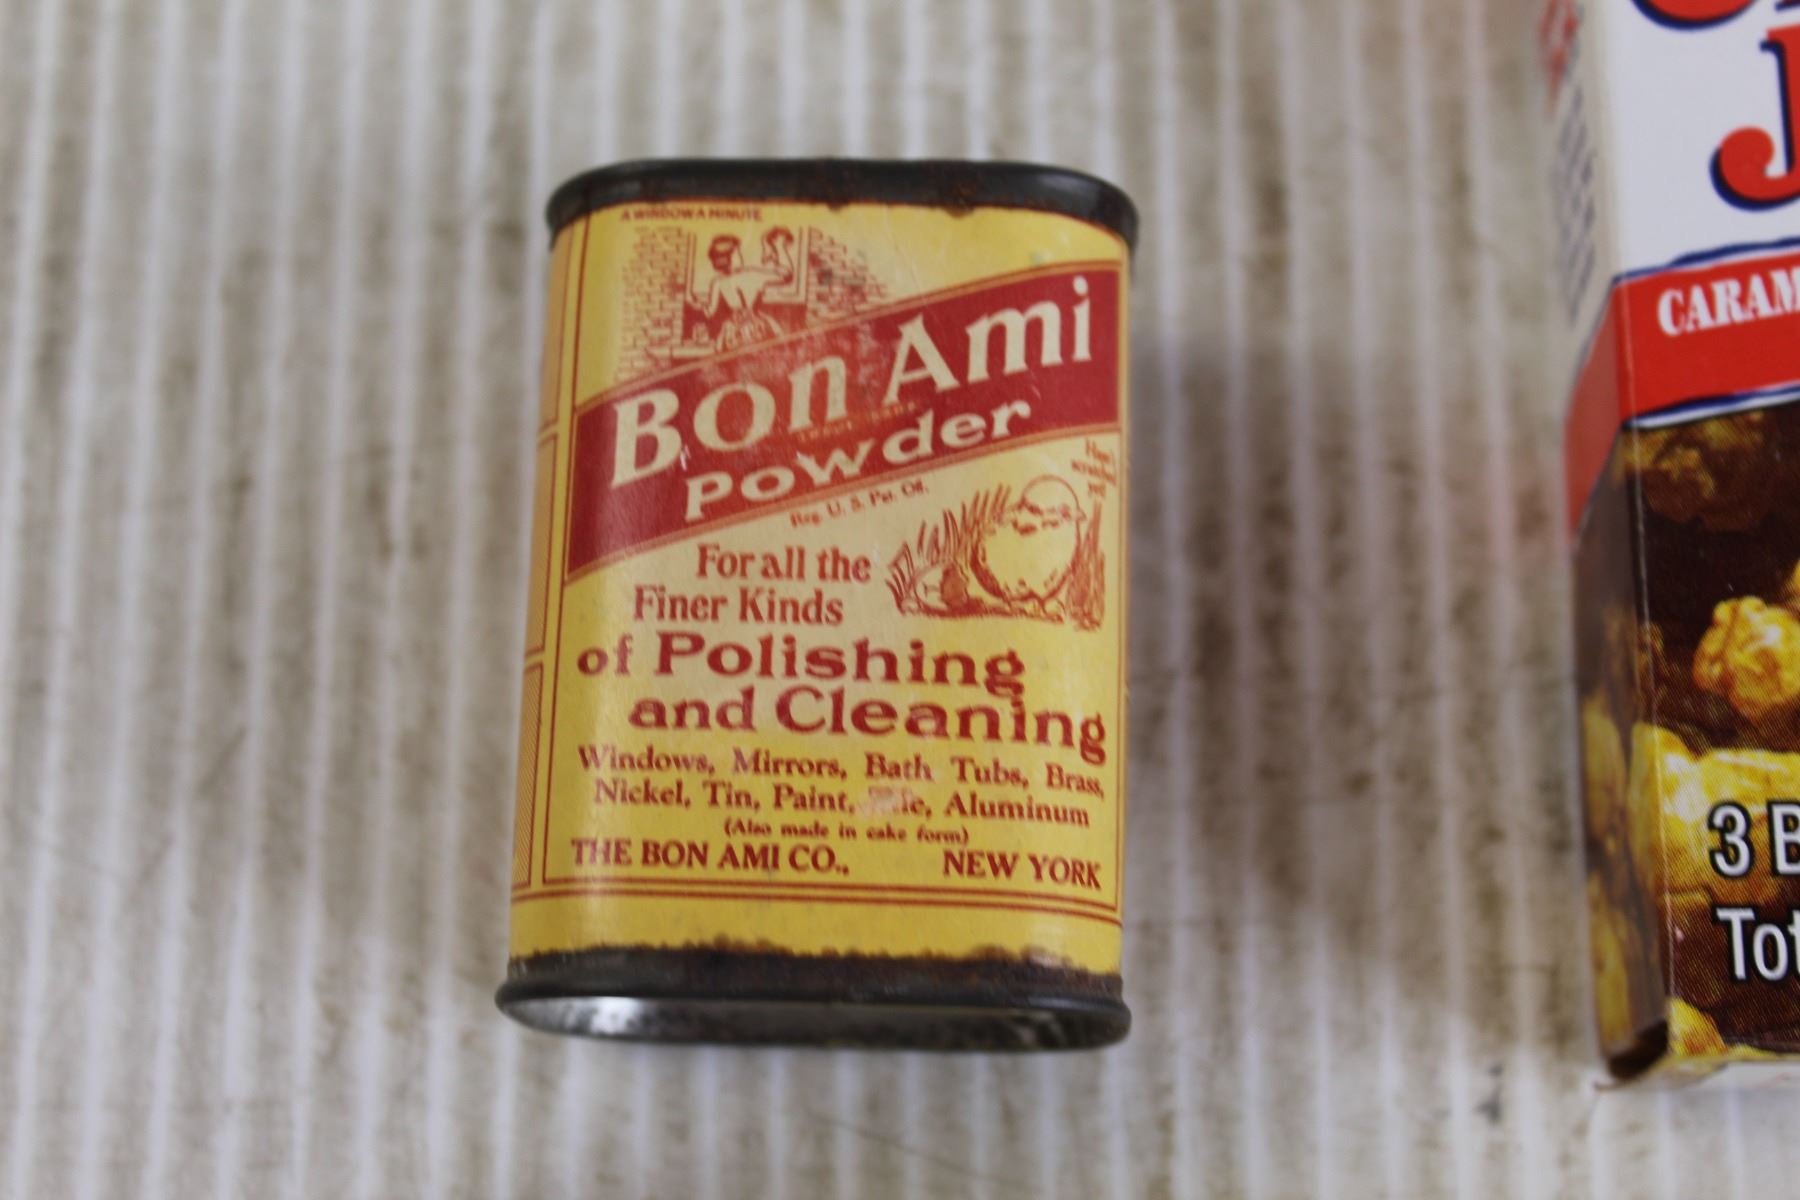 A WINDOW A MINUTE
Bon Ami
Powder
Reg. U. S. Pat. Off.
For all the
Finer Kinds
of Polishing
and Cleaning
Windows, Mirrors, Bath Tubs, Brass,
Nickel, Tin, Paint, Aluminum
(Also made in cake form)
THE BON AMI CO., NEW YORK
J
CARAM
3 B
Tot